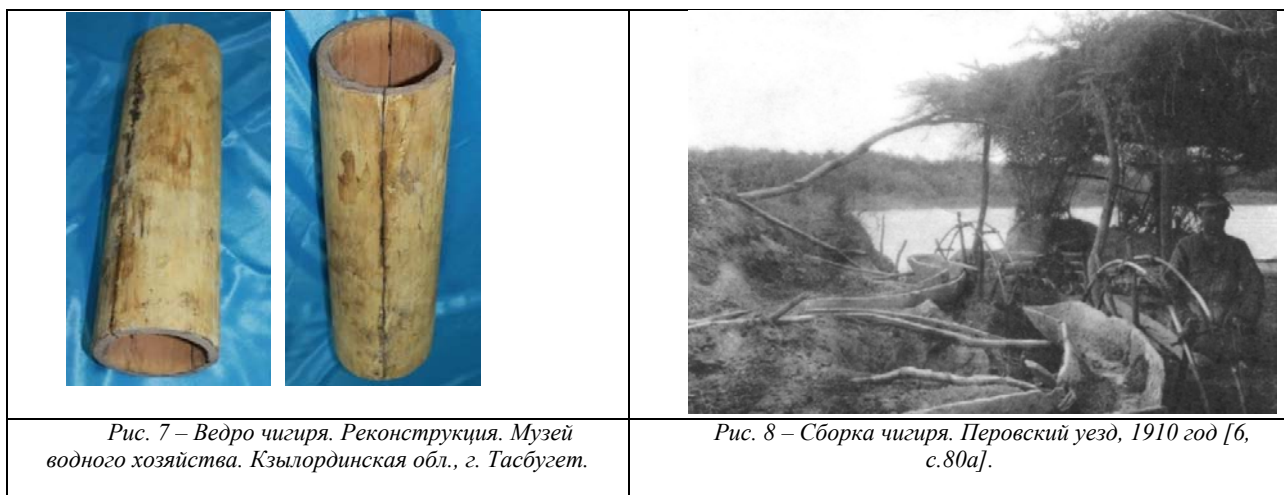 Рис. 7 – Ведро чигиря. Реконструкция. Музей
водного хозяйства. Кзылординская обл., г. Тасбугет.
Рис. 8 – Сборка чигиря. Перовский уезд, 1910 год [6,
с.80а].